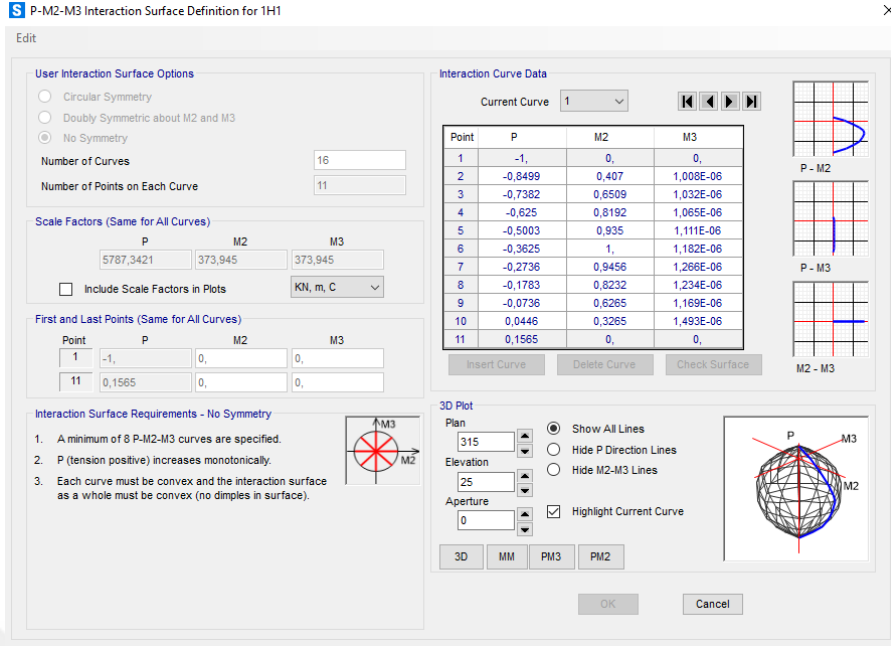 S P-M2-M3 Interaction Surface Definition for 1H1
Edit
User Interaction Surface Options
Circular Symmetry
Doubly Symmetric about M2 and M3
No Symmetry
Number of Curves 16
Number of Points on Each Curve 11
Scale Factors (Same for All Curves)
P M2 M3
5787,3421 373,945 373,945
Include Scale Factors in Plots KN, m, C
First and Last Points (Same for All Curves)
Point P M2 M3
1 -1, 0, 0,
11 0,1565 0, 0,
Interaction Surface Requirements - No Symmetry
1. A minimum of 8 P-M2-M3 curves are specified.
2. P (tension positive) increases monotonically.
3. Each curve must be convex and the interaction surface
as a whole must be convex (no dimples in surface).
M3
M2
Interaction Curve Data
Current Curve 1
Point P M2 M3
1 -1, 0, 0,
2 -0,8499 0,407 1,008E-06
3 -0,7382 0,6509 1,032E-06
4 -0,625 0,8192 1,065E-06
5 -0,5003 0,935 1,111E-06
6 -0,3625 1, 1,182E-06
7 -0,2736 0,9456 1,266E-06
8 -0,1783 0,8232 1,234E-06
9 -0,0736 0,6265 1,169E-06
10 0,0446 0,3265 1,493E-06
11 0,1565 0, 0,
Insert Curve Delete Curve Check Surface
P - M2
P - M3
M2 - M3
3D Plot
Plan
315
Elevation
25
Aperture
0
Show All Lines
Hide P Direction Lines
Hide M2-M3 Lines
Highlight Current Curve
3D MM PM3 PM2
P
M3
M2
OK Cancel